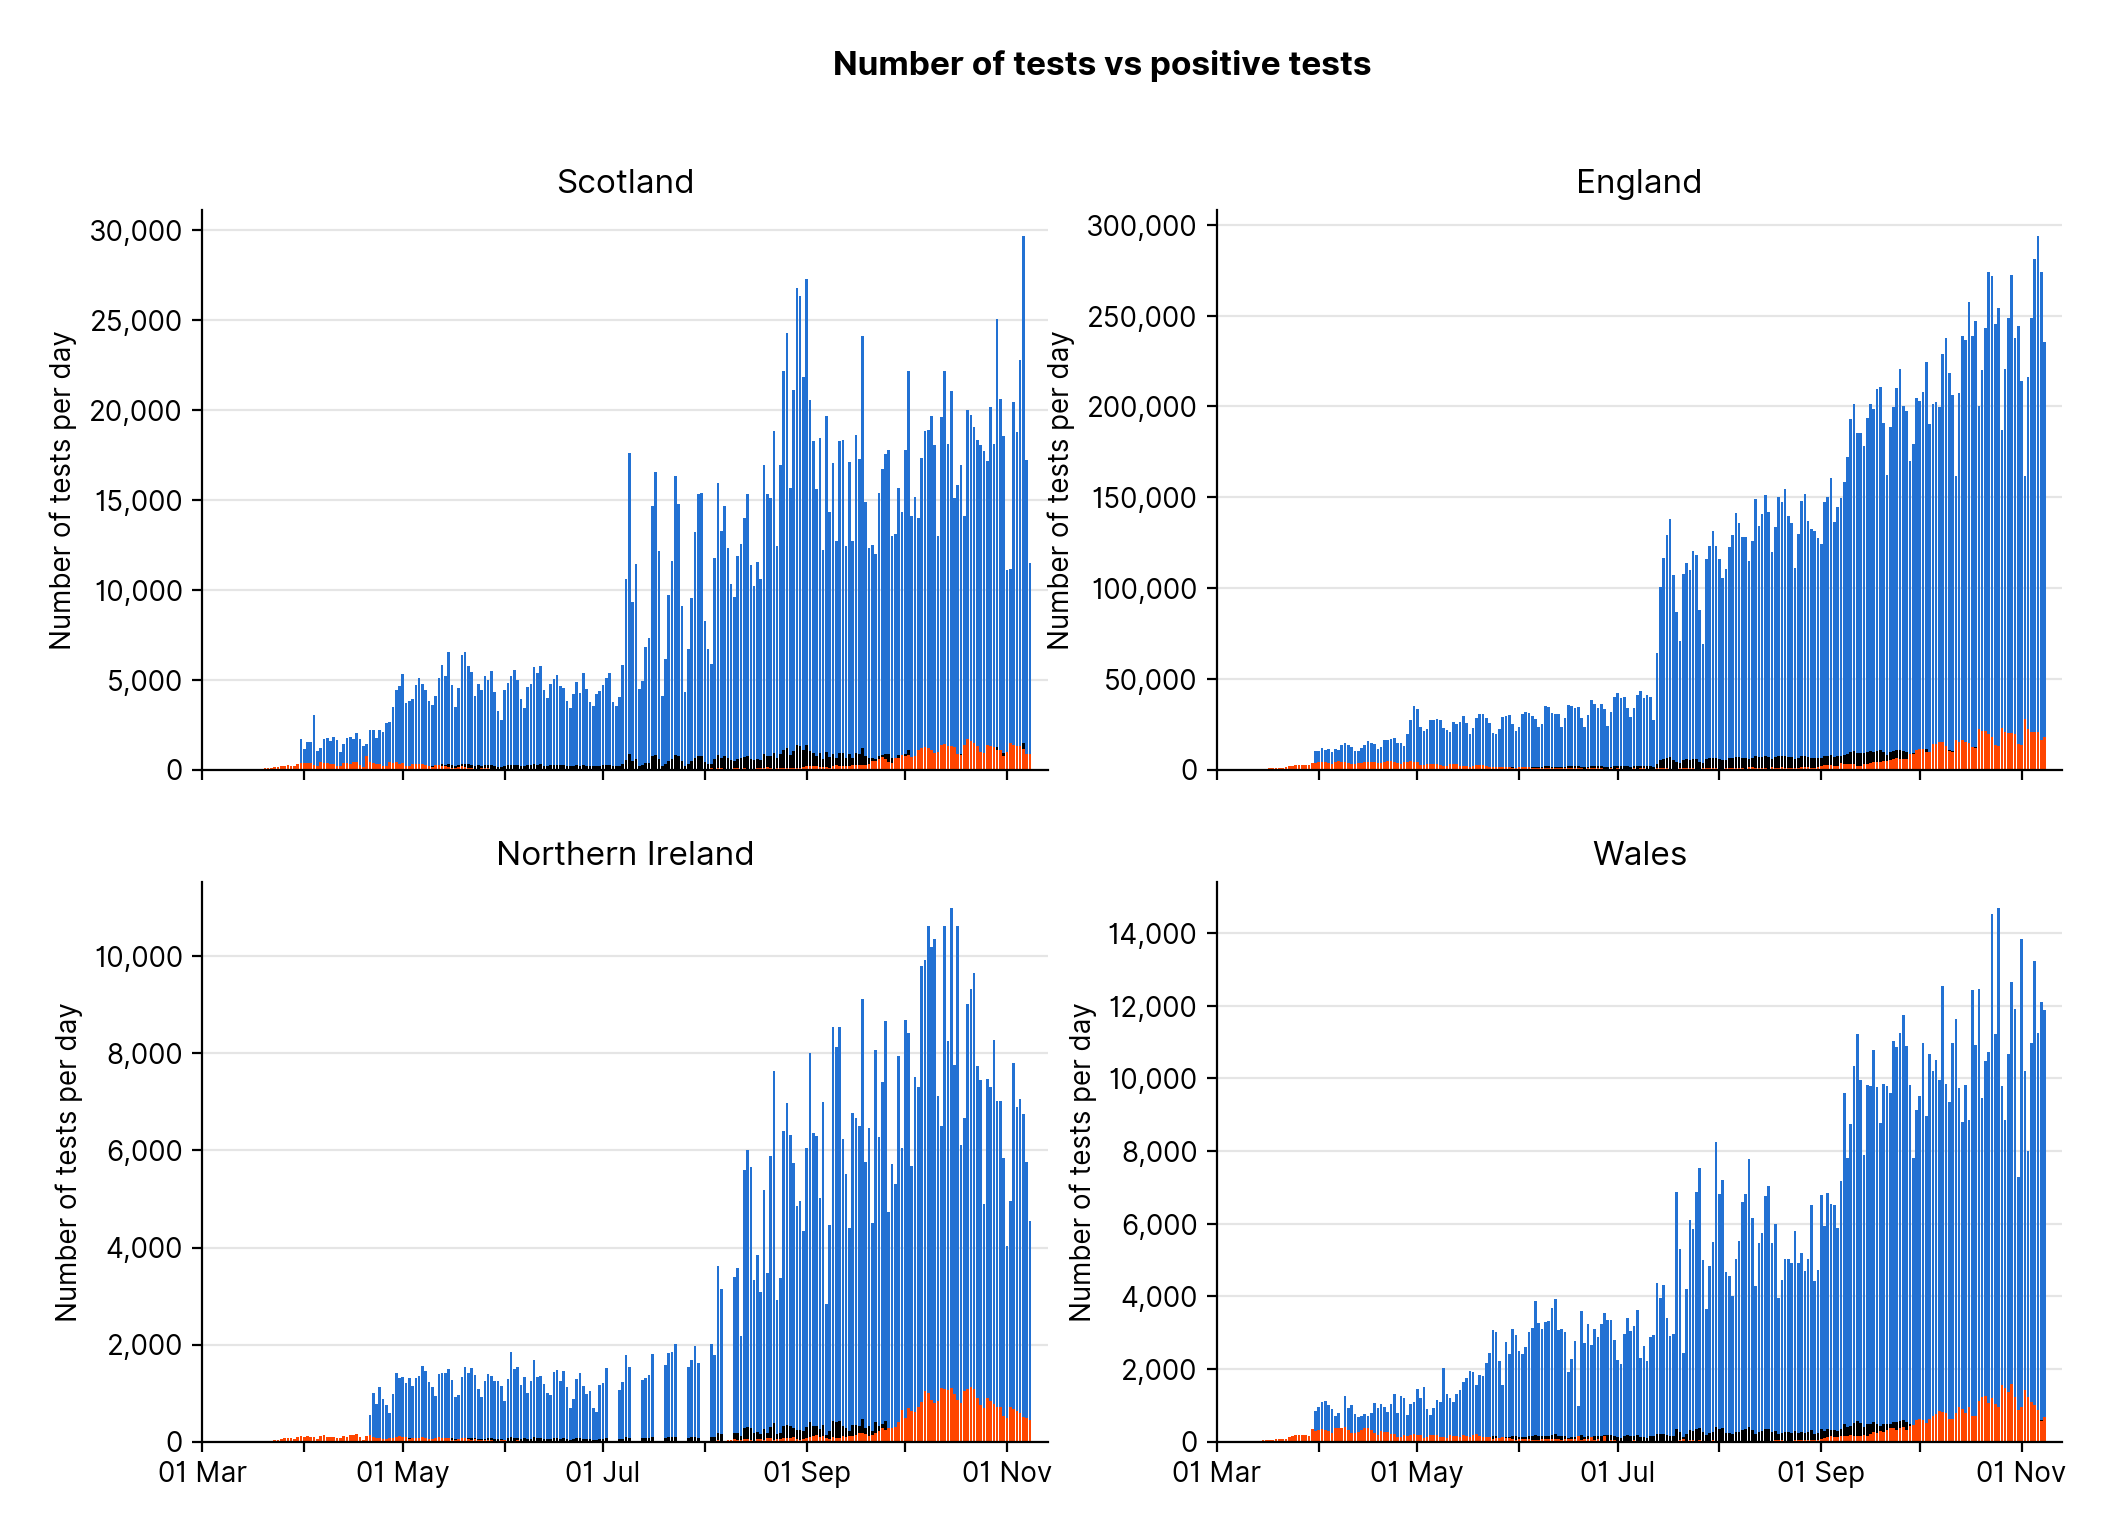 Number of tests vs positive tests
Scotland
30,000
25,000
20,000
15,000
10,000
5,000
0
Number of tests per day
England
300,000
250,000
200,000
150,000
100,000
50,000
0
Number of tests per day
Northern Ireland
10,000
8,000
6,000
4,000
2,000
0
Number of tests per day
01 Mar
01 May
01 Jul
01 Sep
01 Nov
Wales
14,000
12,000
10,000
8,000
6,000
4,000
2,000
0
Number of tests per day
01 Mar
01 May
01 Jul
01 Sep
01 Nov